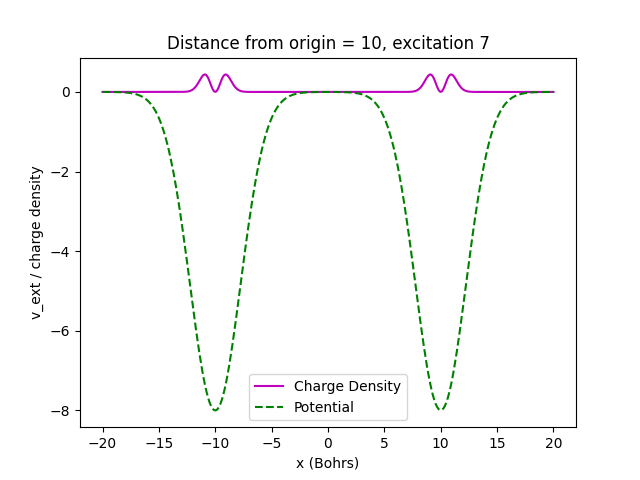 Distance from origin = 10, excitation 7
v_ext / charge density
0
−2
−4
−6
−8
Charge Density
Potential
−20
−15
−10
−5
0
5
10
15
20
x (Bohrs)